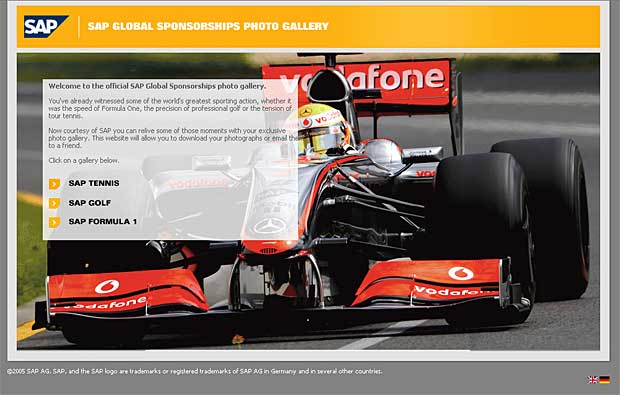 SAP
SAP GLOBAL SPONSORSHIPS PHOTO GALLERY
vodafone
Welcome to the official SAP Global Sponsorships photo gallery.
You've already witnessed some of the world's greatest sporting action, whether it
was the speed of Formula One, the precision of professional golf or the tension of
tour tennis.
Now courtesy of SAP you can relive some of those moments with your exclusive
photo gallery. This website will allow you to download your photographs or email the
to a friend.
Click on a gallery below.
SAP TENNIS
SAP GOLF
SAP FORMULA 1
vodafone
vodafone
vodafone
©2005 SAP AG. SAP, and the SAP logo are trademarks or registered trademarks of SAP AG in Germany and in several other countries.